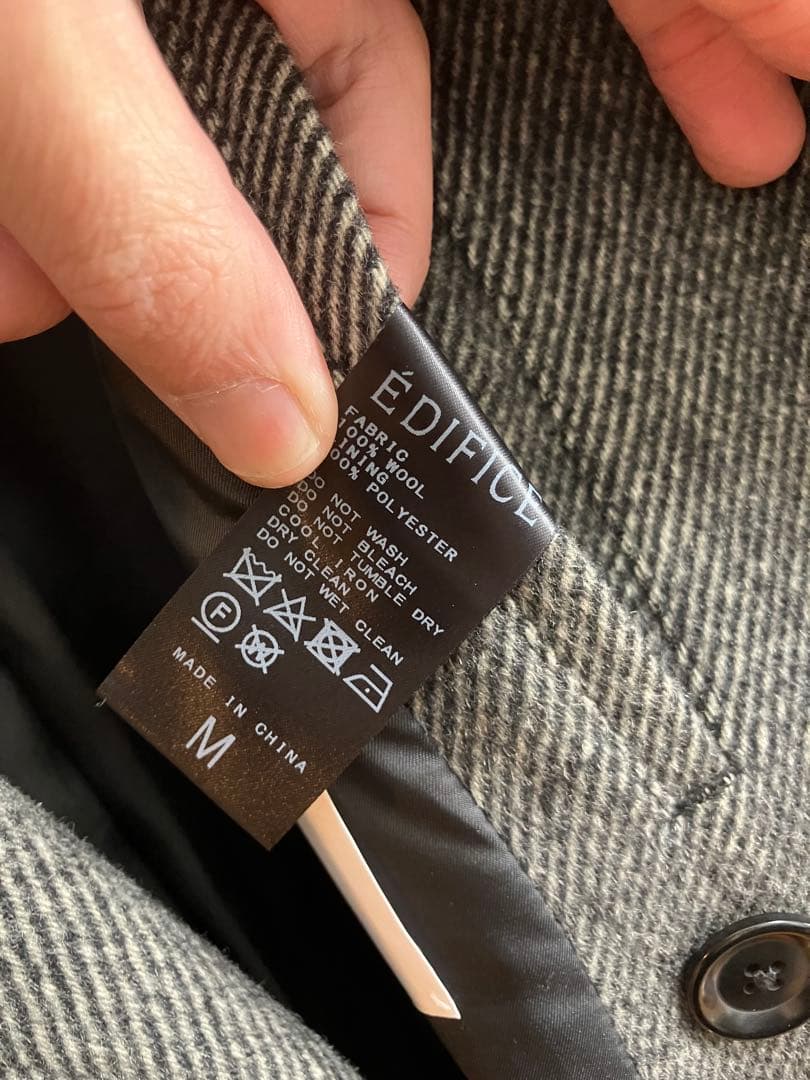 ÉDIFICE
FABRIC
100% WOOL
LINING
100% POLYESTER
DO NOT WASH
DO NOT BLEACH
DO NOT TUMBLE DRY
COOL IRON
DRY CLEAN
DO NOT WET CLEAN
F
MADE IN CHINA
M